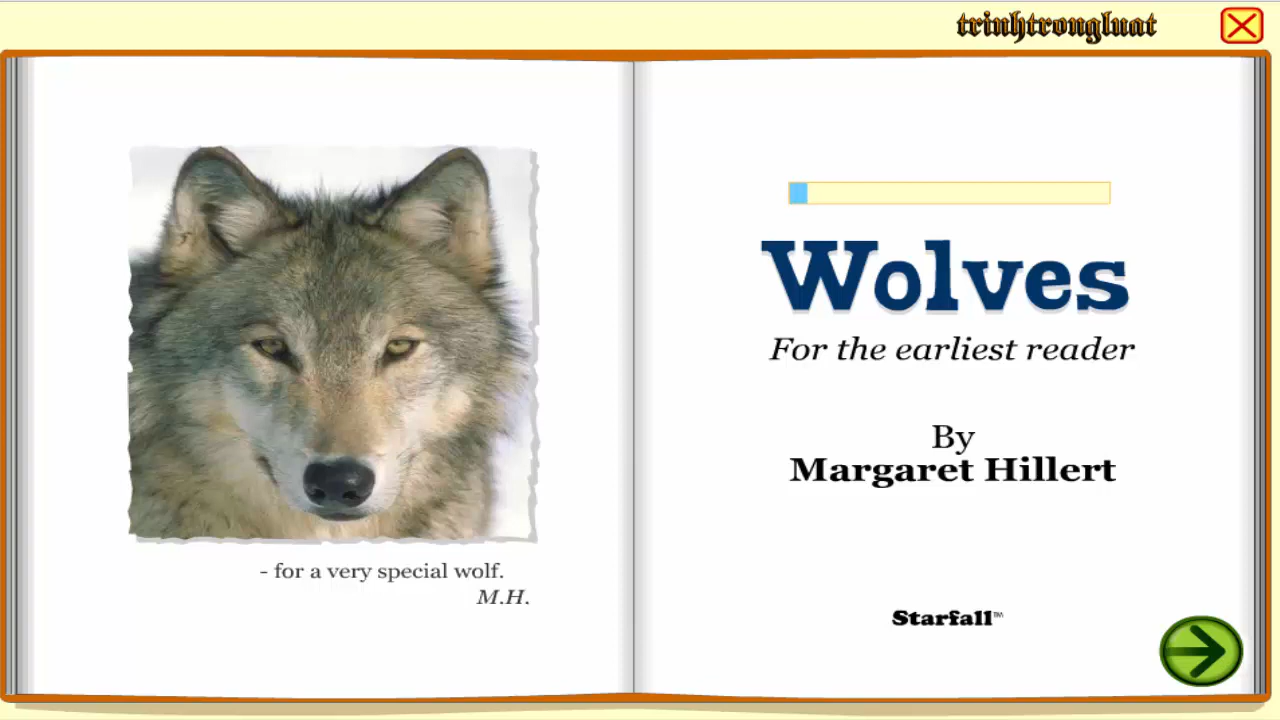 trinhtrongluat
- for a very special wolf.
M.H.
Wolves
For the earliest reader
By
Margaret Hillert
Starfall™